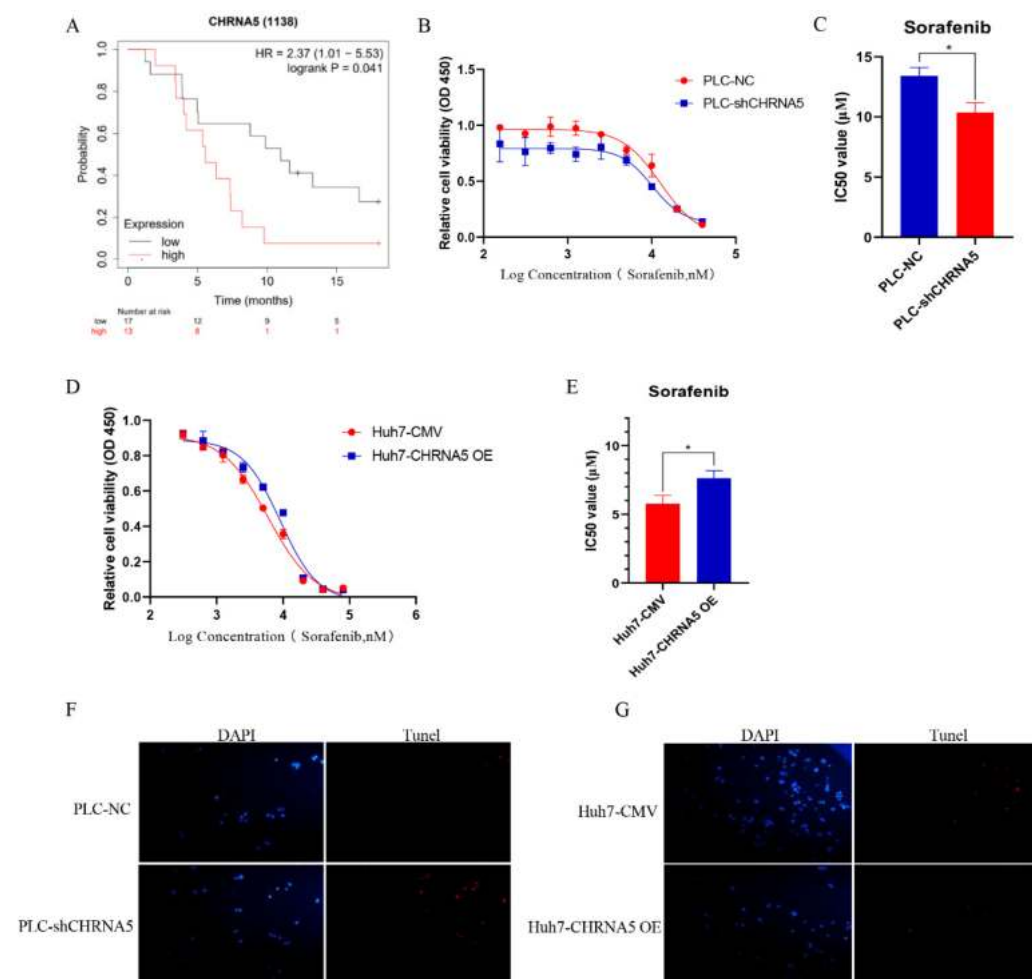 A
CHRNA5 (1138)
HR = 2.37 (1.01 − 5.53)
logrank P = 0.041
Probability
1.0
0.8
0.6
0.4
0.2
0.0
Expression
low
high
0 5 10 15
Time (months)
Number at risk
low 17 12 9 5
high 13 8 1 1
B
Relative cell viability (OD 450)
1.5
1.0
0.5
0.0
PLC-NC
PLC-shCHRNA5
1 2 3 4 5
Log Concentration ( Sorafenib,nM)
C
Sorafenib
*
IC50 value (μM)
15
10
5
0
PLC-NC
PLC-shCHRNA5
D
Relative cell viability (OD 450)
1.0
0.8
0.6
0.4
0.2
0.0
Huh7-CMV
Huh7-CHRNA5 OE
2 3 4 5 6
Log Concentration ( Sorafenib,nM)
E
Sorafenib
*
IC50 value (μM)
10
5
0
Huh7-CMV
Huh7-CHRNA5 OE
F
DAPI Tunel
PLC-NC
PLC-shCHRNA5
G
DAPI Tunel
Huh7-CMV
Huh7-CHRNA5 OE